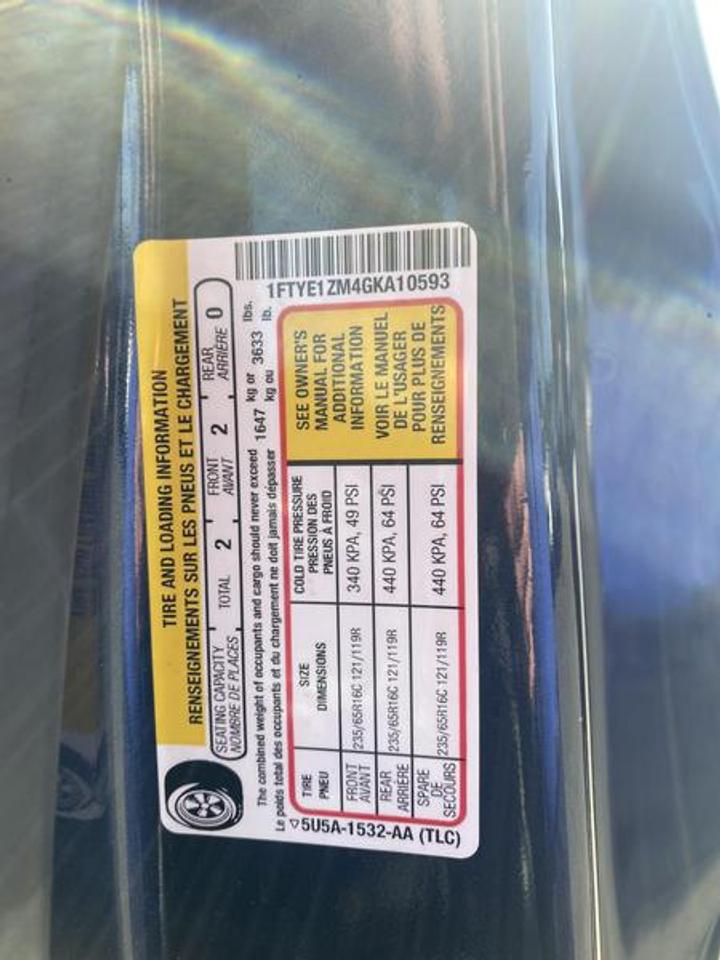 TIRE AND LOADING INFORMATION
RENSEIGNEMENTS SUR LES PNEUS ET LE CHARGEMENT
SEATING CAPACITY TOTAL 2 FRONT 2 REAR 0
NOMBRE DE PLACES AVANT ARRIÈRE
The combined weight of occupants and cargo should never exceed 1647 kg or 3633 lbs.
Le poids total des occupants et du chargement ne doit jamais dépasser kg ou lb.
TIRE SIZE COLD TIRE PRESSURE
PNEU DIMENSIONS PRESSION DES
PNEUS À FROID
FRONT 235/65R16C 121/119R 340 KPA, 49 PSI
AVANT
REAR 235/65R16C 121/119R 440 KPA, 64 PSI
ARRIÈRE
SPARE 235/65R16C 121/119R 440 KPA, 64 PSI
DE
SECOURS
SEE OWNER'S
MANUAL FOR
ADDITIONAL
INFORMATION
VOIR LE MANUEL
DE L'USAGER
POUR PLUS DE
RENSEIGNEMENTS
1FTYE1ZM4GKA10593
5U5A-1532-AA (TLC)